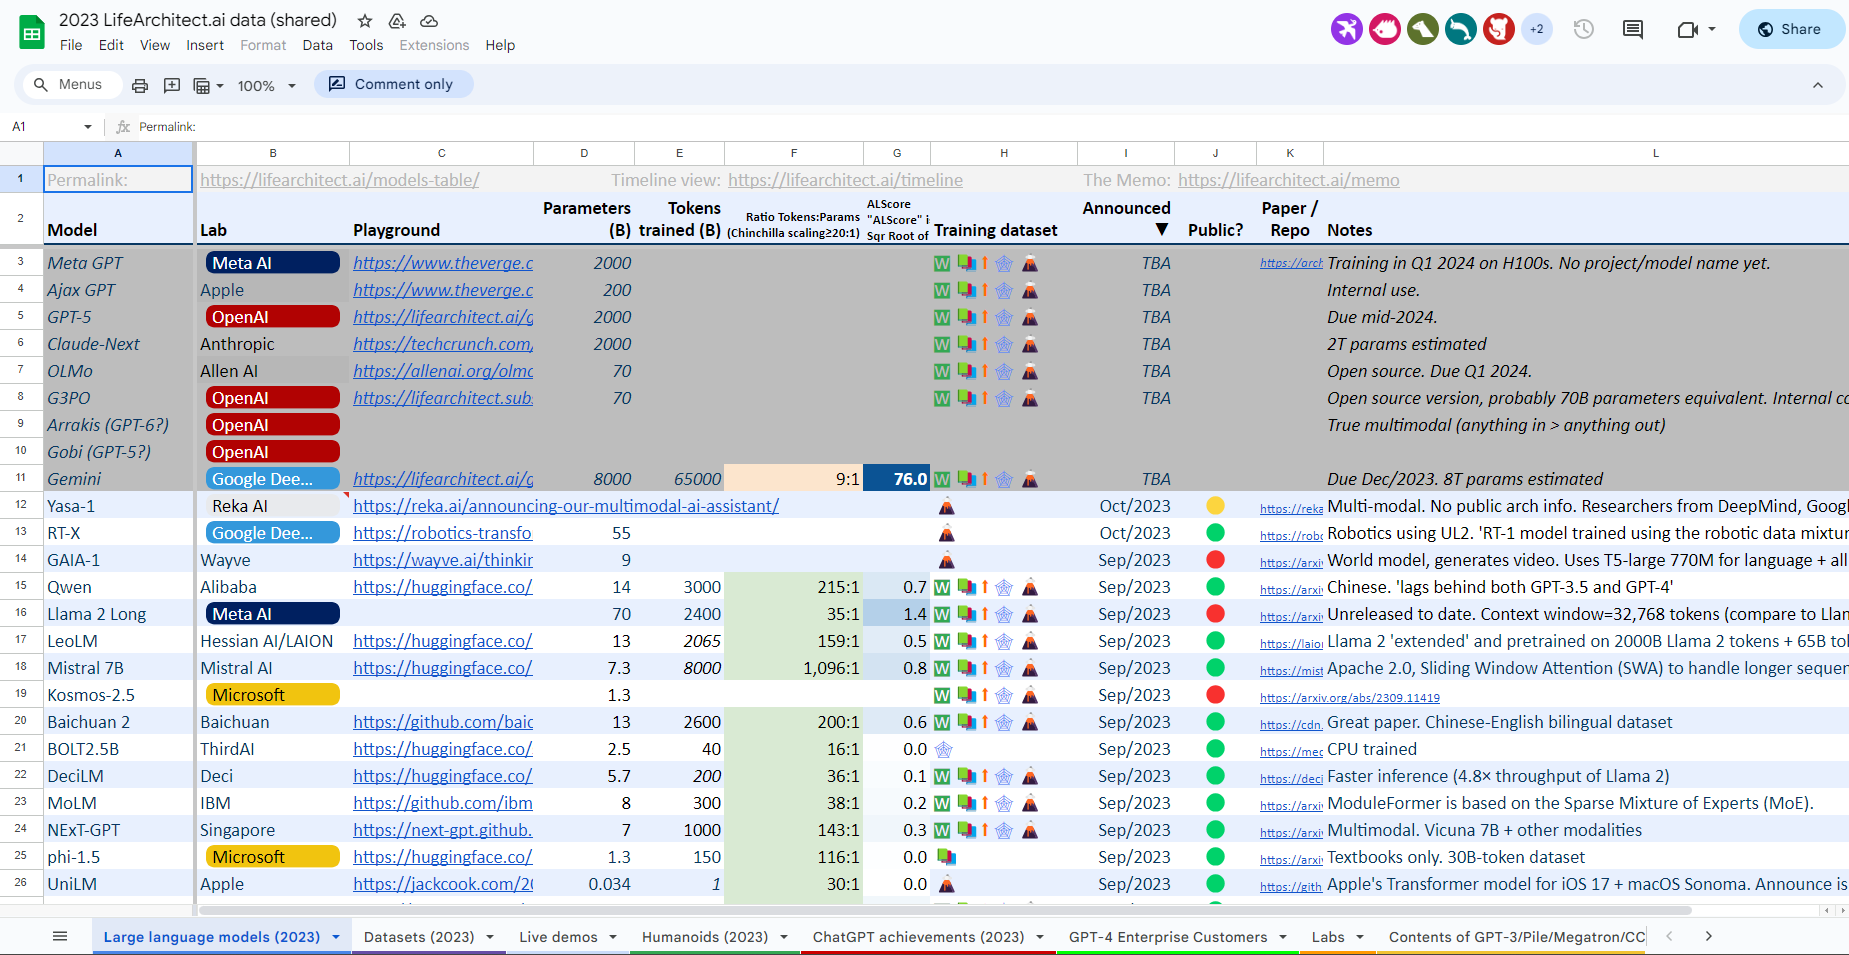 2023 LifeArchitect.ai data (shared)
File Edit View Insert Format Data Tools Extensions Help
+2
Share
Menus
100%
Comment only
A1
fx Permalink:
A B C D E F G H I J K L
1 Permalink: https://lifearchitect.ai/models-table/ Timeline view: https://lifearchitect.ai/timeline The Memo: https://lifearchitect.ai/memo
2 Model Lab Playground Parameters (B) Tokens trained (B) Ratio Tokens:Params (Chinchilla scaling≥20:1) ALScore "ALScore" is Sqr Root of Training dataset Announced ▼ Public? Paper / Repo Notes
3 Meta GPT Meta AI https://www.theverge.c 2000 W TBA https://arch Training in Q1 2024 on H100s. No project/model name yet.
4 Ajax GPT Apple https://www.theverge.c 200 W TBA Internal use.
5 GPT-5 OpenAI https://lifearchitect.ai/g 2000 W TBA Due mid-2024.
6 Claude-Next Anthropic https://techcrunch.com/ 2000 W TBA 2T params estimated
7 OLMo Allen AI https://allenai.org/olmo 70 W TBA Open source. Due Q1 2024.
8 G3PO OpenAI https://lifearchitect.sub 70 W TBA Open source version, probably 70B parameters equivalent. Internal co
9 Arrakis (GPT-6?) OpenAI True multimodal (anything in > anything out)
10 Gobi (GPT-5?) OpenAI
11 Gemini Google Dee... https://lifearchitect.ai/g 8000 65000 9:1 76.0 W TBA Due Dec/2023. 8T params estimated
12 Yasa-1 Reka AI https://reka.ai/announcing-our-multimodal-ai-assistant/ Oct/2023 https://reka Multi-modal. No public arch info. Researchers from DeepMind, Googl
13 RT-X Google Dee... https://robotics-transfo 55 Oct/2023 https://robo Robotics using UL2. 'RT-1 model trained using the robotic data mixtur
14 GAIA-1 Wayve https://wayve.ai/thinkin 9 Sep/2023 https://arxiv World model, generates video. Uses T5-large 770M for language + all
15 Qwen Alibaba https://huggingface.co/ 14 3000 215:1 0.7 W Sep/2023 https://arxiv Chinese. 'lags behind both GPT-3.5 and GPT-4'
16 Llama 2 Long Meta AI 70 2400 35:1 1.4 W Sep/2023 https://arxiv Unreleased to date. Context window=32,768 tokens (compare to Llam
17 LeoLM Hessian AI/LAION https://huggingface.co/ 13 2065 159:1 0.5 W Sep/2023 https://laion Llama 2 'extended' and pretrained on 2000B Llama 2 tokens + 65B tok
18 Mistral 7B Mistral AI https://huggingface.co/ 7.3 8000 1,096:1 0.8 W Sep/2023 https://mist Apache 2.0, Sliding Window Attention (SWA) to handle longer sequen
19 Kosmos-2.5 Microsoft 1.3 W Sep/2023 https://arxiv.org/abs/2309.11419
20 Baichuan 2 Baichuan https://github.com/baic 13 2600 200:1 0.6 W Sep/2023 https://cdn. Great paper. Chinese-English bilingual dataset
21 BOLT2.5B ThirdAI https://huggingface.co/ 2.5 40 16:1 0.0 Sep/2023 https://med CPU trained
22 DeciLM Deci https://huggingface.co/ 5.7 200 36:1 0.1 W Sep/2023 https://deci Faster inference (4.8× throughput of Llama 2)
23 MoLM IBM https://github.com/ibm 8 300 38:1 0.2 W Sep/2023 https://arxiv ModuleFormer is based on the Sparse Mixture of Experts (MoE).
24 NExT-GPT Singapore https://next-gpt.github. 7 1000 143:1 0.3 W Sep/2023 https://arxiv Multimodal. Vicuna 7B + other modalities
25 phi-1.5 Microsoft https://huggingface.co/ 1.3 150 116:1 0.0 Sep/2023 https://arxiv Textbooks only. 30B-token dataset
26 UniLM Apple https://jackcook.com/20 0.034 1 30:1 0.0 Sep/2023 https://gith Apple's Transformer model for iOS 17 + macOS Sonoma. Announce is
Large language models (2023) Datasets (2023) Live demos Humanoids (2023) ChatGPT achievements (2023) GPT-4 Enterprise Customers Labs Contents of GPT-3/Pile/Megatron/CC